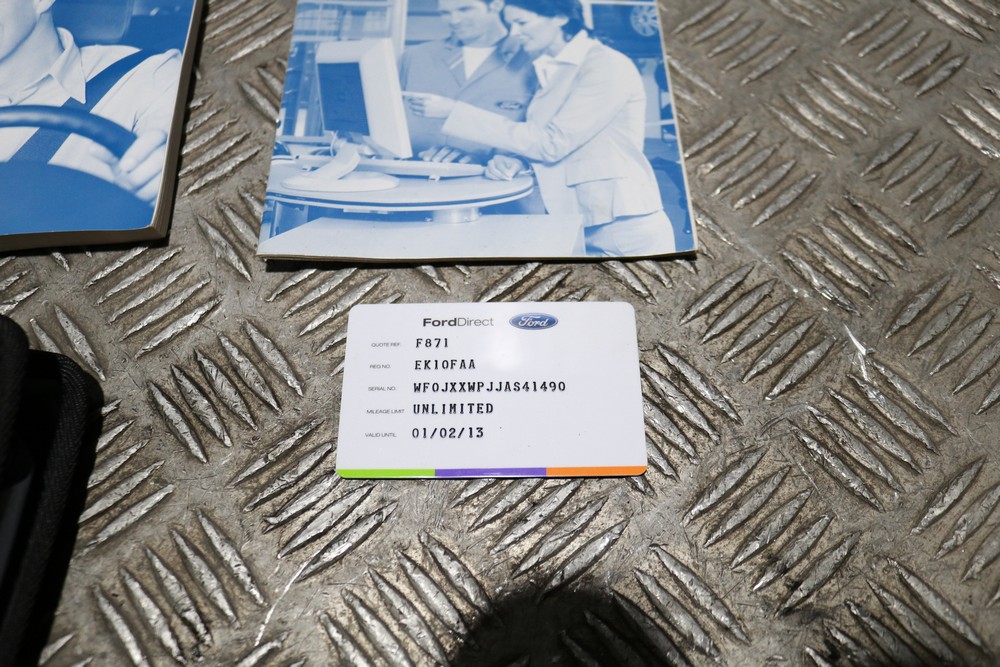 FordDirect Ford
QUOTE REF. F871
REG NO. EK10FAA
SERIAL NO. WF0JXXWPJJAS41490
MILEAGE LIMIT UNLIMITED
VALID UNTIL 01/02/13